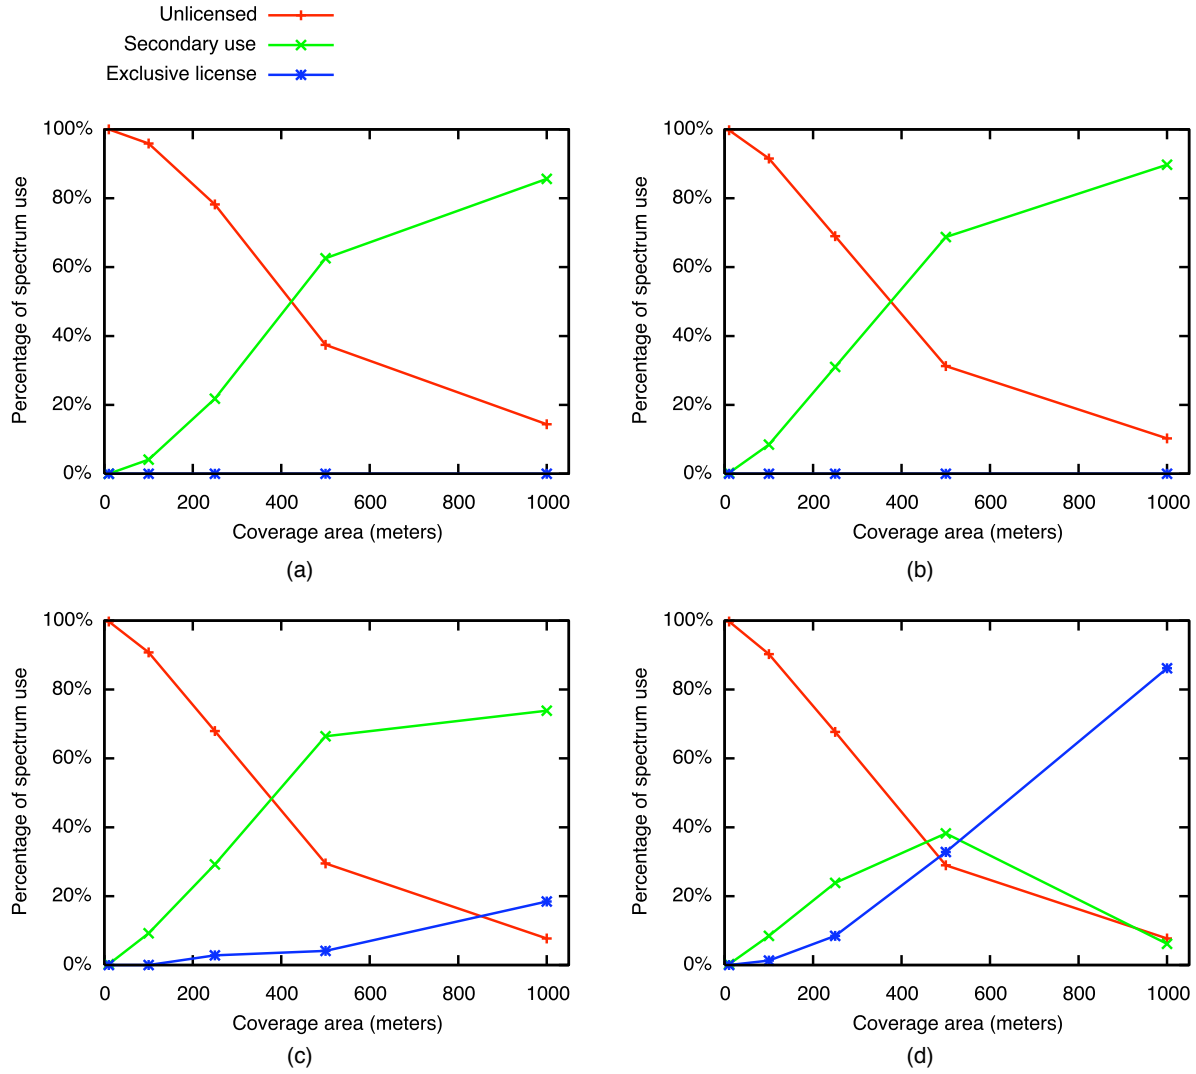 Unlicensed
Secondary use
Exclusive license
100%
80%
60%
40%
20%
0%
Percentage of spectrum use
0 200 400 600 800 1000
Coverage area (meters)
(a)
100%
80%
60%
40%
20%
0%
Percentage of spectrum use
0 200 400 600 800 1000
Coverage area (meters)
(b)
100%
80%
60%
40%
20%
0%
Percentage of spectrum use
0 200 400 600 800 1000
Coverage area (meters)
(c)
100%
80%
60%
40%
20%
0%
Percentage of spectrum use
0 200 400 600 800 1000
Coverage area (meters)
(d)